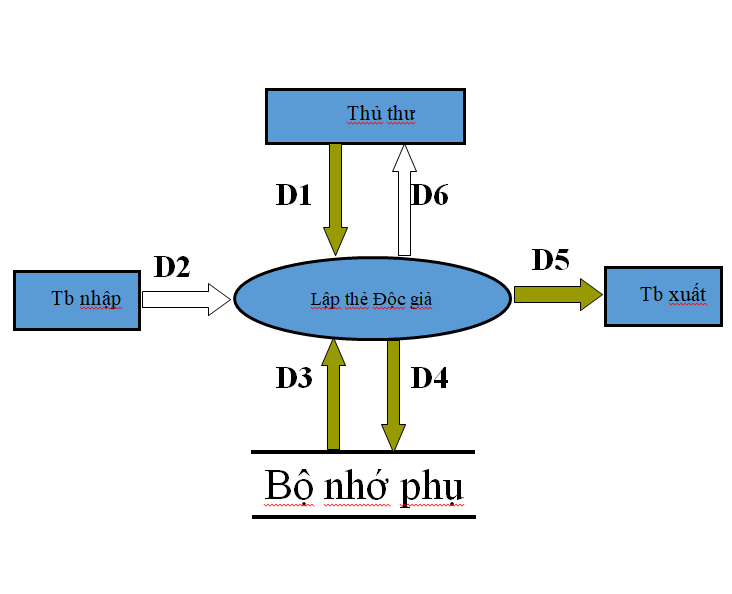 Thủ thư
D1
D6
D2
D5
Tb nhập
Lập thẻ Độc giả
Tb xuất
D3
D4
Bộ nhớ phụ